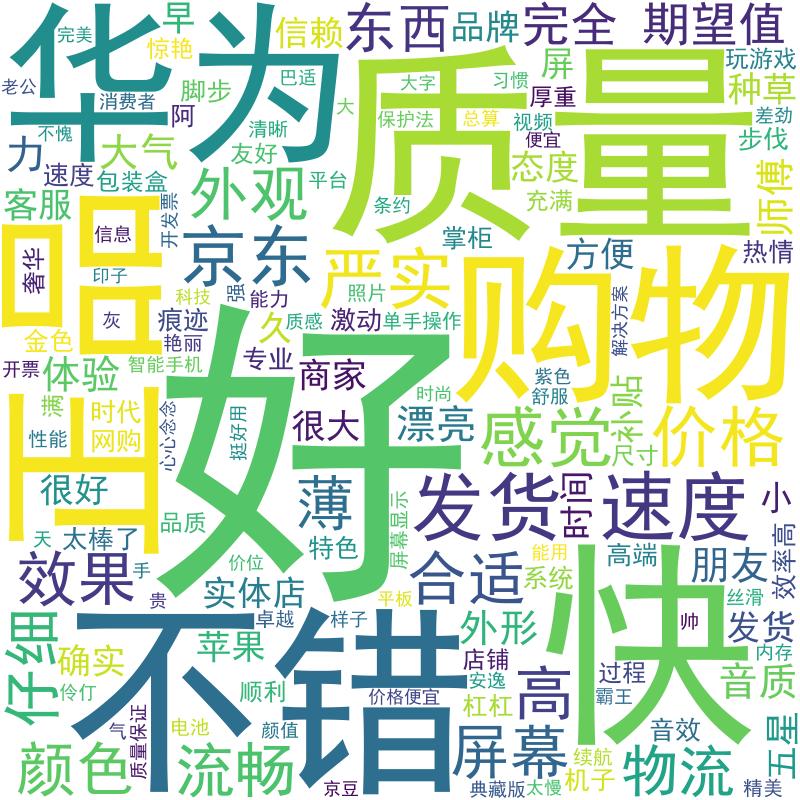 华为
质量
好
不错
购物
快
产品
完美
早
惊艳
信赖
东西
品牌
完全
期望值
老公
消费者
脚步
巴适
大字
习惯
屏
玩游戏
阿
大
保护法
总算
厚重
种草
差劲
不愧
清晰
视频
便宜
步伐
力
大气
友好
态度
速度
包装盒
外观
平台
充满
师傅
客服
开发票
条约
信息
京东
掌柜
方便
热情
奢华
印子
严实
强
能力
照片
科技
灰
痕迹
久
质感
激动
单手操作
解决方案
金色
艳丽
开票
体验
智能手机
专业
商家
紫色
舒服
时尚
满
时代
网购
心心念念
挺好用
很大
漂亮
感觉
补贴
尺寸
价格
性能
很好
薄
屏幕显示
发货
时间
速度
小
品质
特色
天
太棒了
效果
手
价位
能用
高端
朋友
效率高
贵
实体店
平板
合适
系统
丝滑
卓越
样子
外形
帅
发货
仔细
确实
苹果
店铺
过程
内存
伶仃
顺利
价格便宜
安逸
杠杠
高
霸王
音质
气
质量保证
电池
颜值
屏幕
音效
五星
颜色
流畅
京豆
典藏版
太慢
续航
机子
物流
精美